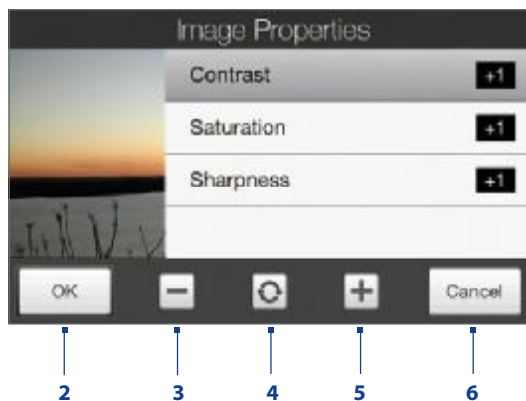 Image Properties
Contrast +1
Saturation +1
Sharpness +1
OK Cancel
2 3 4 5 6